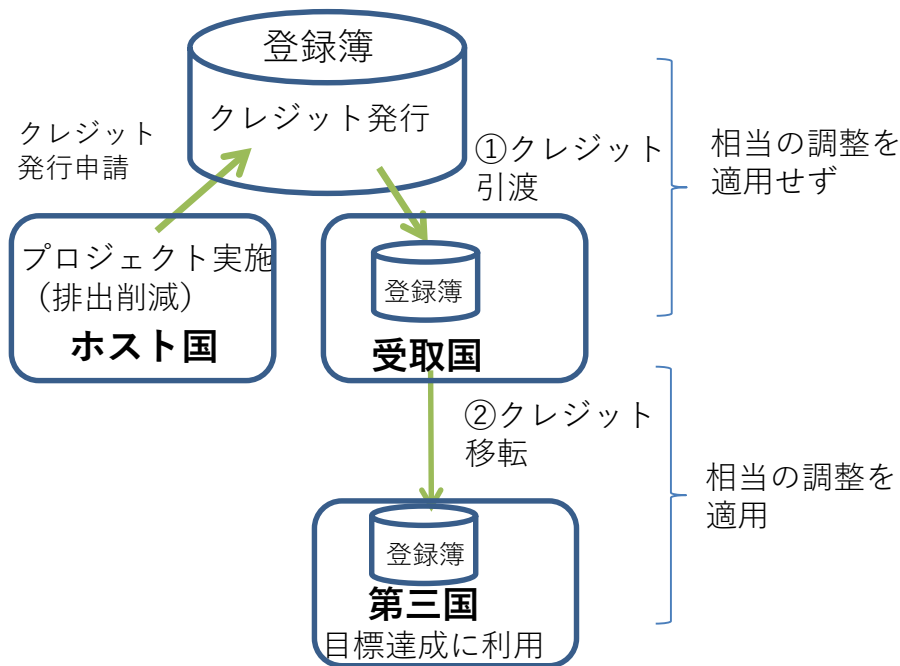 登録簿
クレジット発行
クレジット
発行申請
①クレジット
引渡
相当の調整を
適用せず
プロジェクト実施
（排出削減）
ホスト国
登録簿
受取国
②クレジット
移転
相当の調整を
適用
登録簿
第三国
目標達成に利用